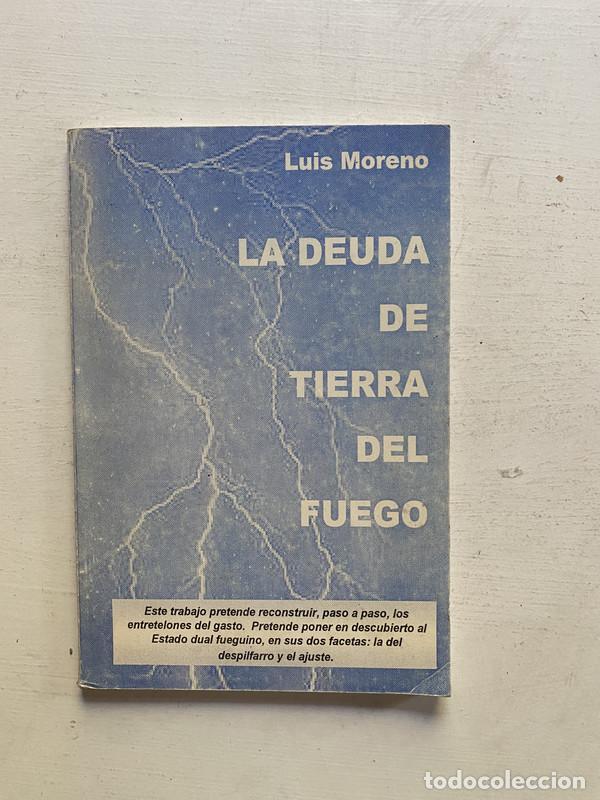 Luis Moreno
LA DEUDA
DE
TIERRA
DEL
FUEGO
Este trabajo pretende reconstruir, paso a paso, los
entretelones del gasto. Pretende poner en descubierto al
Estado dual fueguino, en sus dos facetas: la del
despilfarro y el ajuste.
todocoleccion